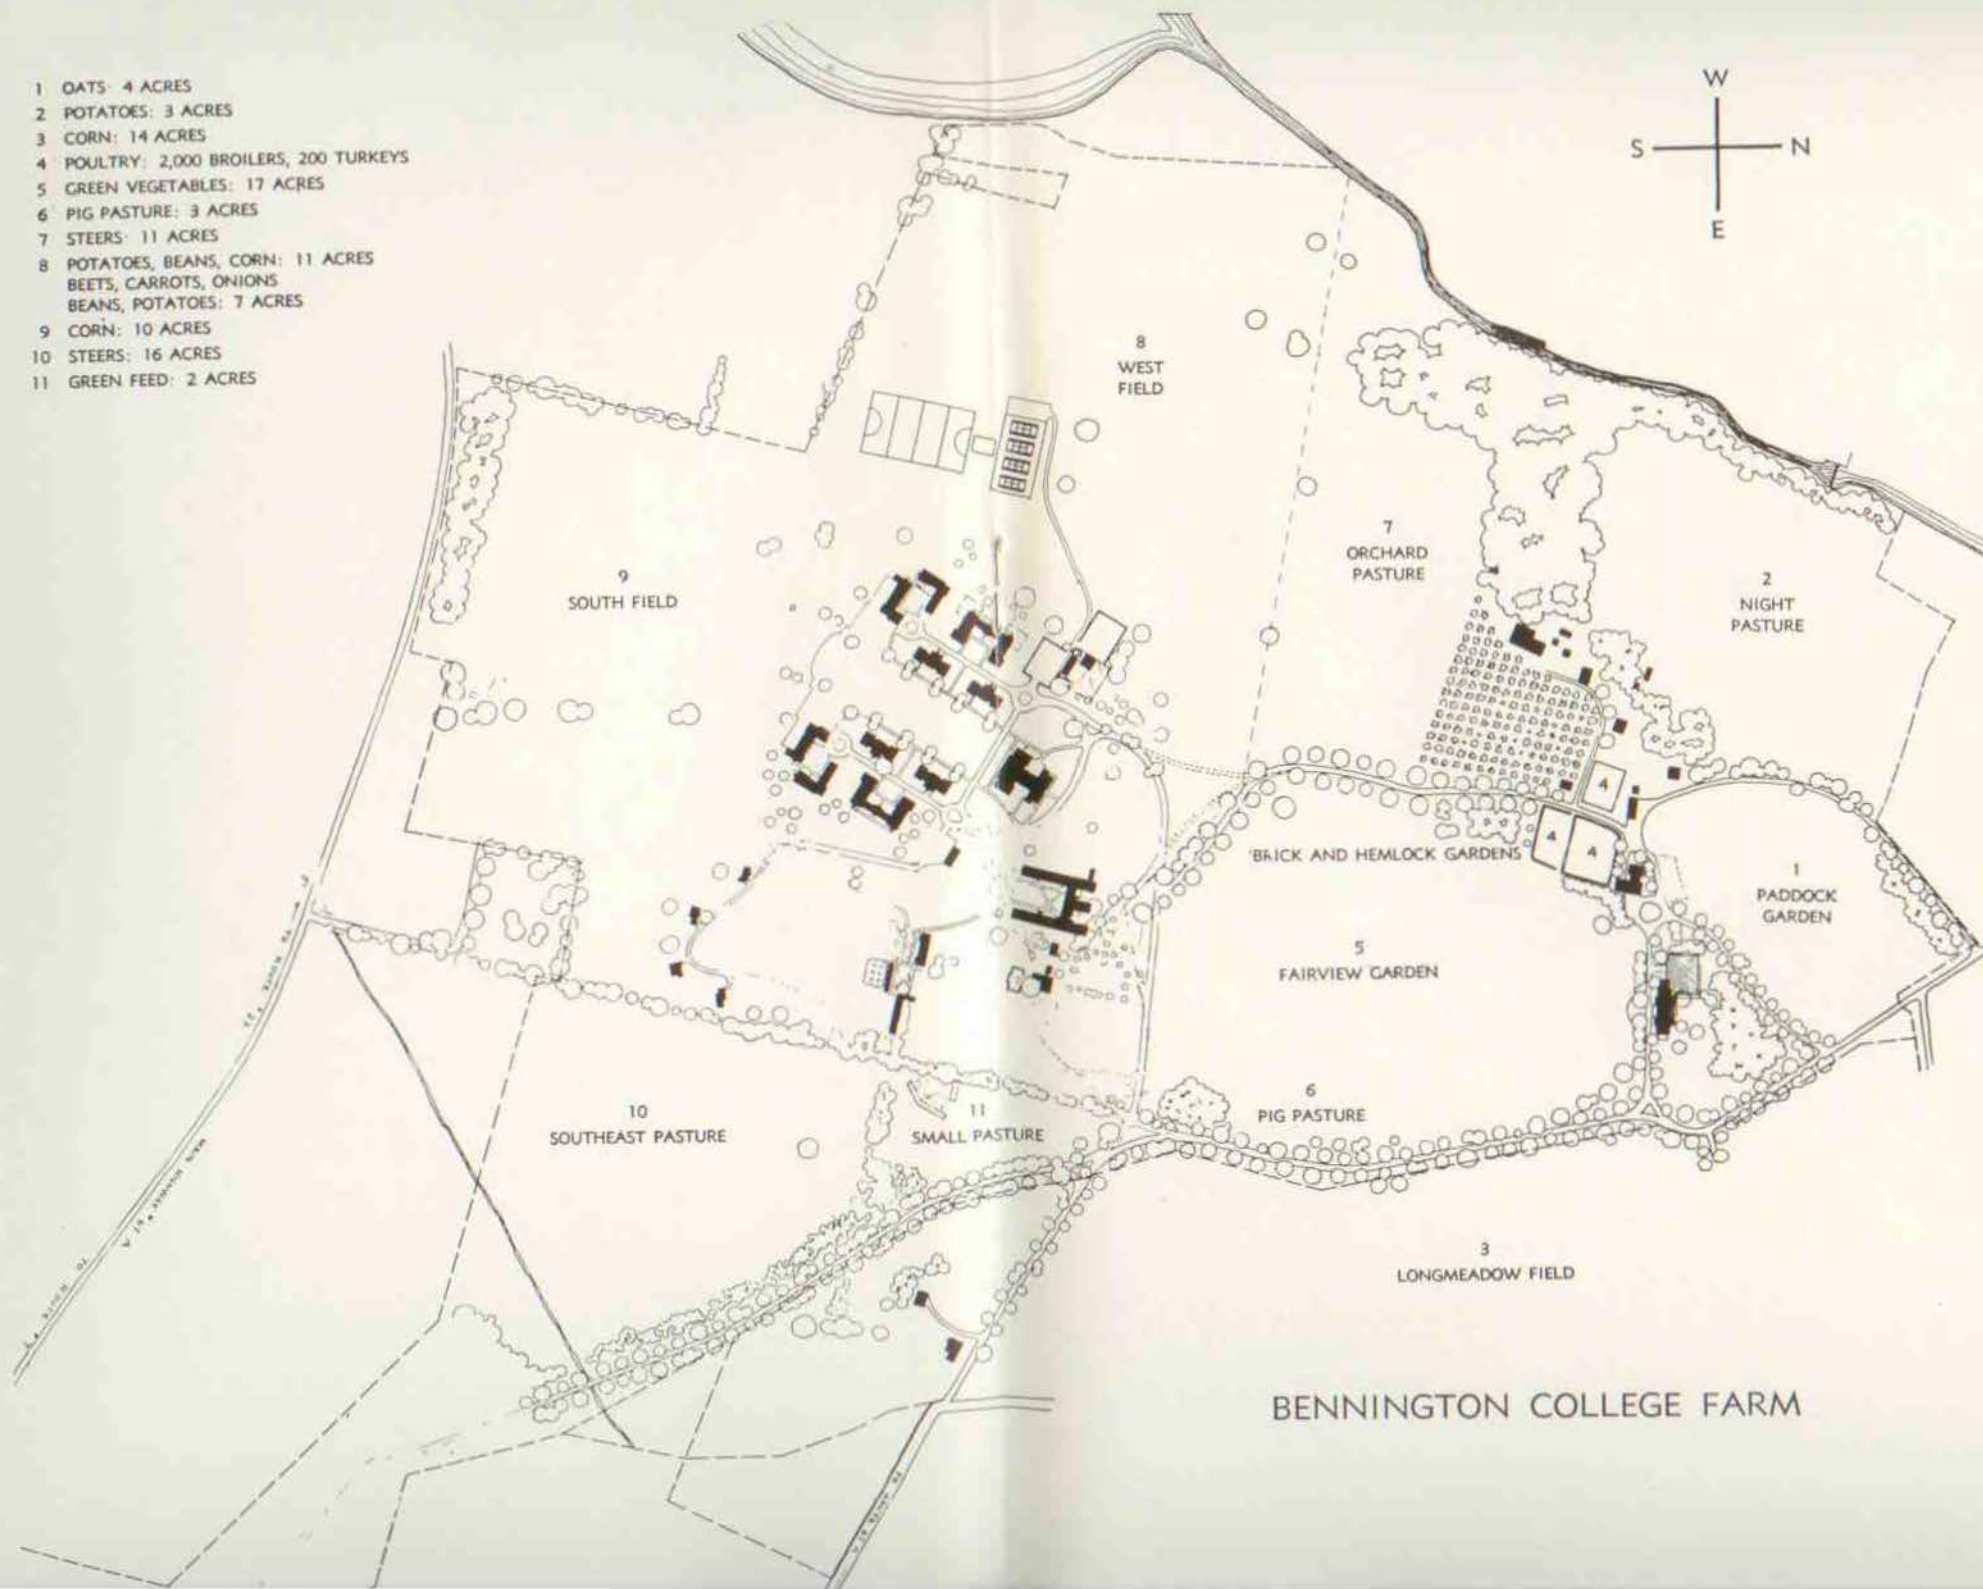 1 OATS: 4 ACRES
2 POTATOES: 3 ACRES
3 CORN: 14 ACRES
4 POULTRY: 2,000 BROILERS, 200 TURKEYS
5 GREEN VEGETABLES: 17 ACRES
6 PIG PASTURE: 3 ACRES
7 STEERS: 11 ACRES
8 POTATOES, BEANS, CORN: 11 ACRES
BEETS, CARROTS, ONIONS
BEANS, POTATOES: 7 ACRES
9 CORN: 10 ACRES
10 STEERS: 16 ACRES
11 GREEN FEED: 2 ACRES
W
S N
E
8
WEST
FIELD
7
ORCHARD
PASTURE
2
NIGHT
PASTURE
9
SOUTH FIELD
4
4
4
BRICK AND HEMLOCK GARDENS
1
PADDOCK
GARDEN
5
FAIRVIEW GARDEN
6
PIG PASTURE
10
SOUTHEAST PASTURE
11
SMALL PASTURE
3
LONGMEADOW FIELD
BENNINGTON COLLEGE FARM
TO ROUTE